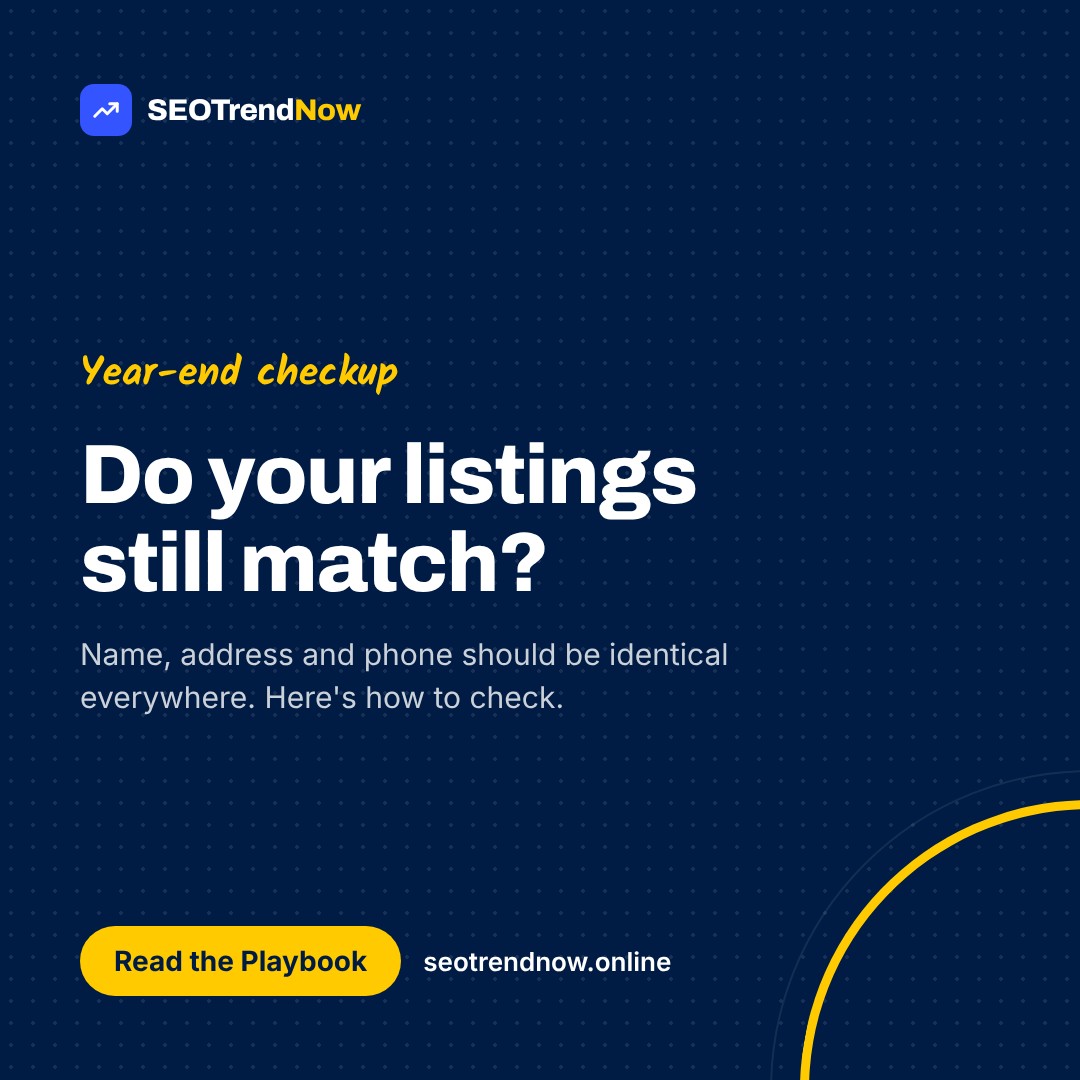 SEOTrendNow
Year-end checkup
Do your listings
still match?
Name, address and phone should be identical
everywhere. Here's how to check.
Read the Playbook
seotrendnow.online